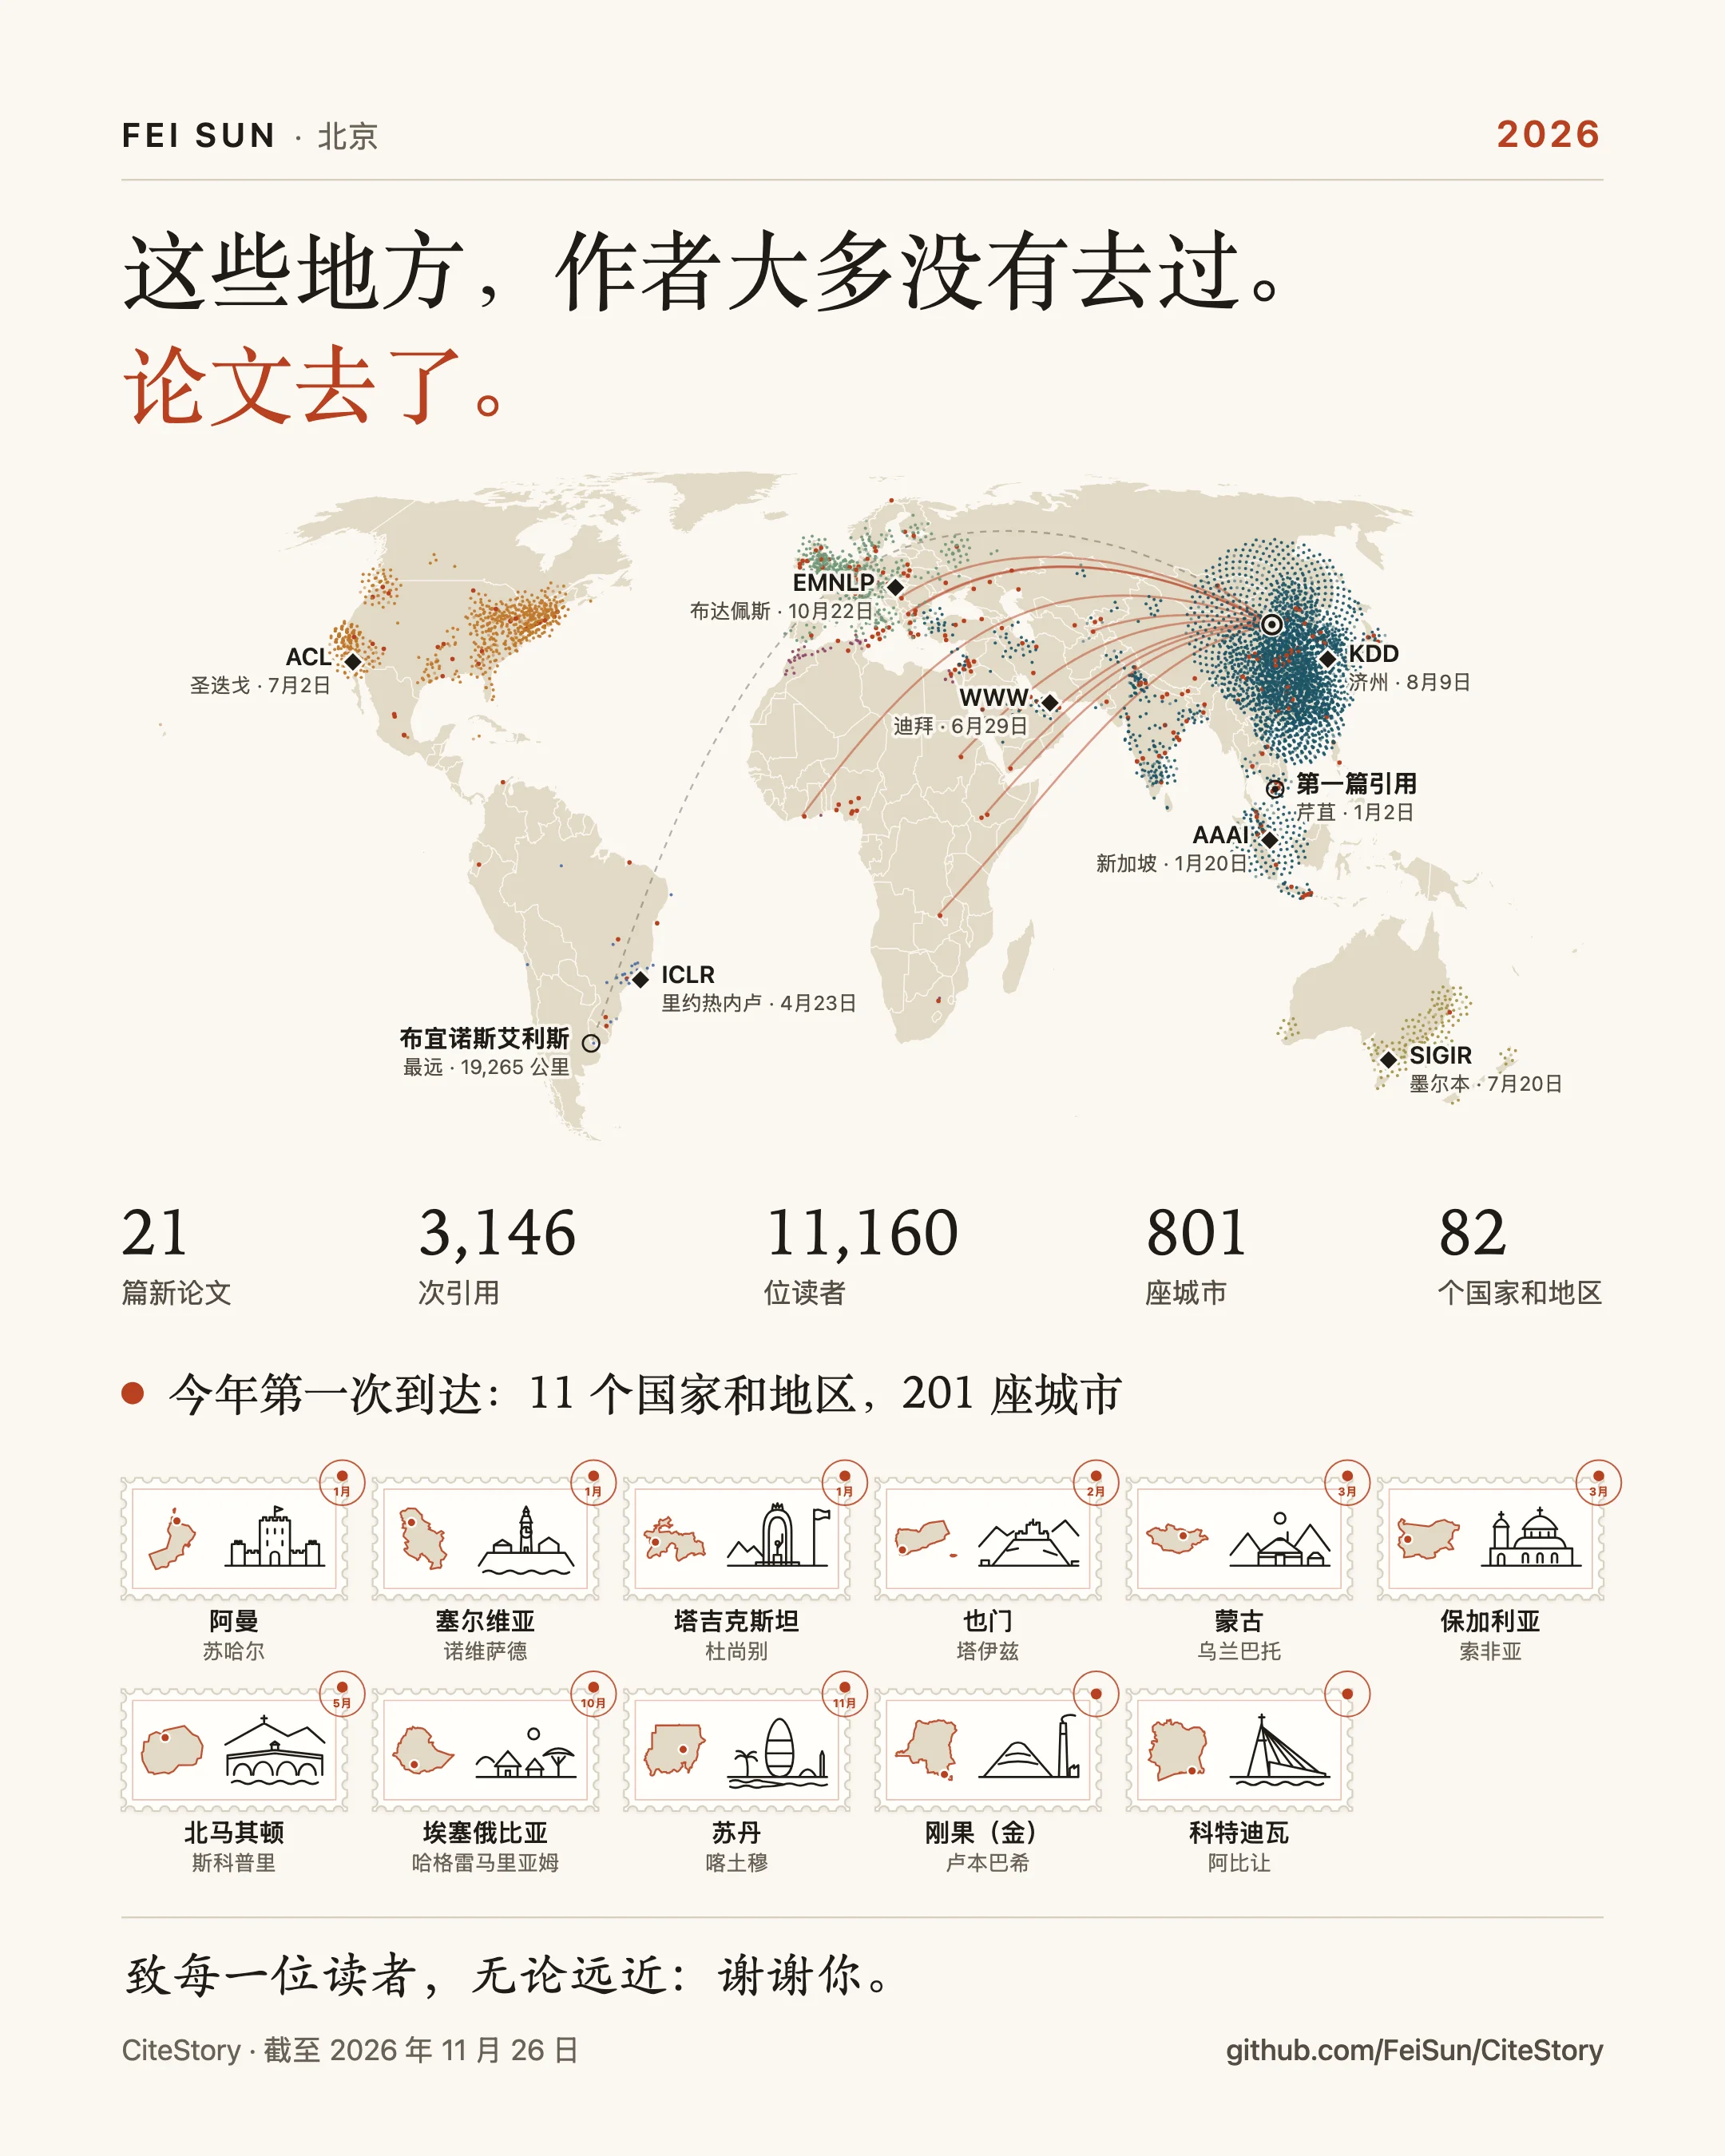 FEI SUN · 北京
2026
这些地方，作者大多没有去过。
论文去了。
EMNLP
布达佩斯 · 10月22日
ACL
圣迭戈 · 7月2日
KDD
济州 · 8月9日
WWW
迪拜 · 6月29日
第一篇引用
芹苴 · 1月2日
AAAI
新加坡 · 1月20日
ICLR
里约热内卢 · 4月23日
布宜诺斯艾利斯
最远 · 19,265 公里
SIGIR
墨尔本 · 7月20日
21
篇新论文
3,146
次引用
11,160
位读者
801
座城市
82
个国家和地区
今年第一次到达：11 个国家和地区，201 座城市
1月
阿曼
苏哈尔
1月
塞尔维亚
诺维萨德
1月
塔吉克斯坦
杜尚别
2月
也门
塔伊兹
3月
蒙古
乌兰巴托
3月
保加利亚
索非亚
5月
北马其顿
斯科普里
10月
埃塞俄比亚
哈格雷马里亚姆
11月
苏丹
喀土穆
刚果（金）
卢本巴希
科特迪瓦
阿比让
致每一位读者，无论远近：谢谢你。
CiteStory · 截至 2026 年 11 月 26 日
github.com/FeiSun/CiteStory